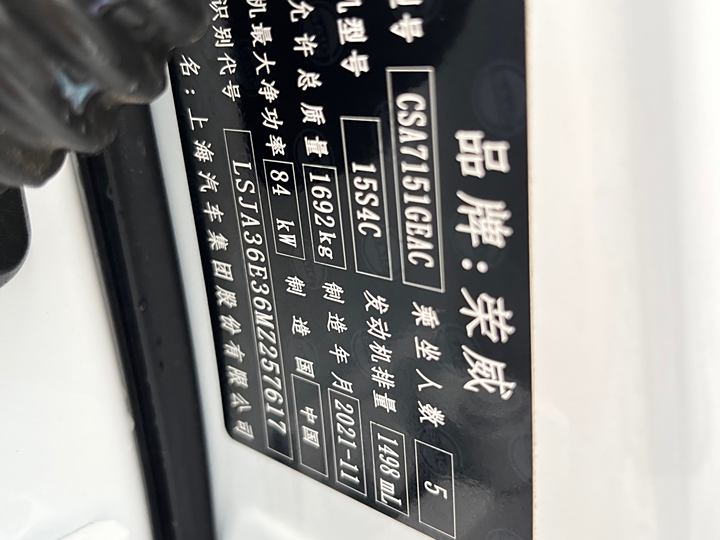 品牌:荣威
型号 CSA7151GEAC 乘坐人数 5
机型号 15S4C 发动机排量 1498mL
允许总质量 1692kg 制造年月 2021-11
机最大净功率 84 kW 制造国 中国
识别代号 LSJA36E36MZ257617
名:上海汽车集团股份有限公司